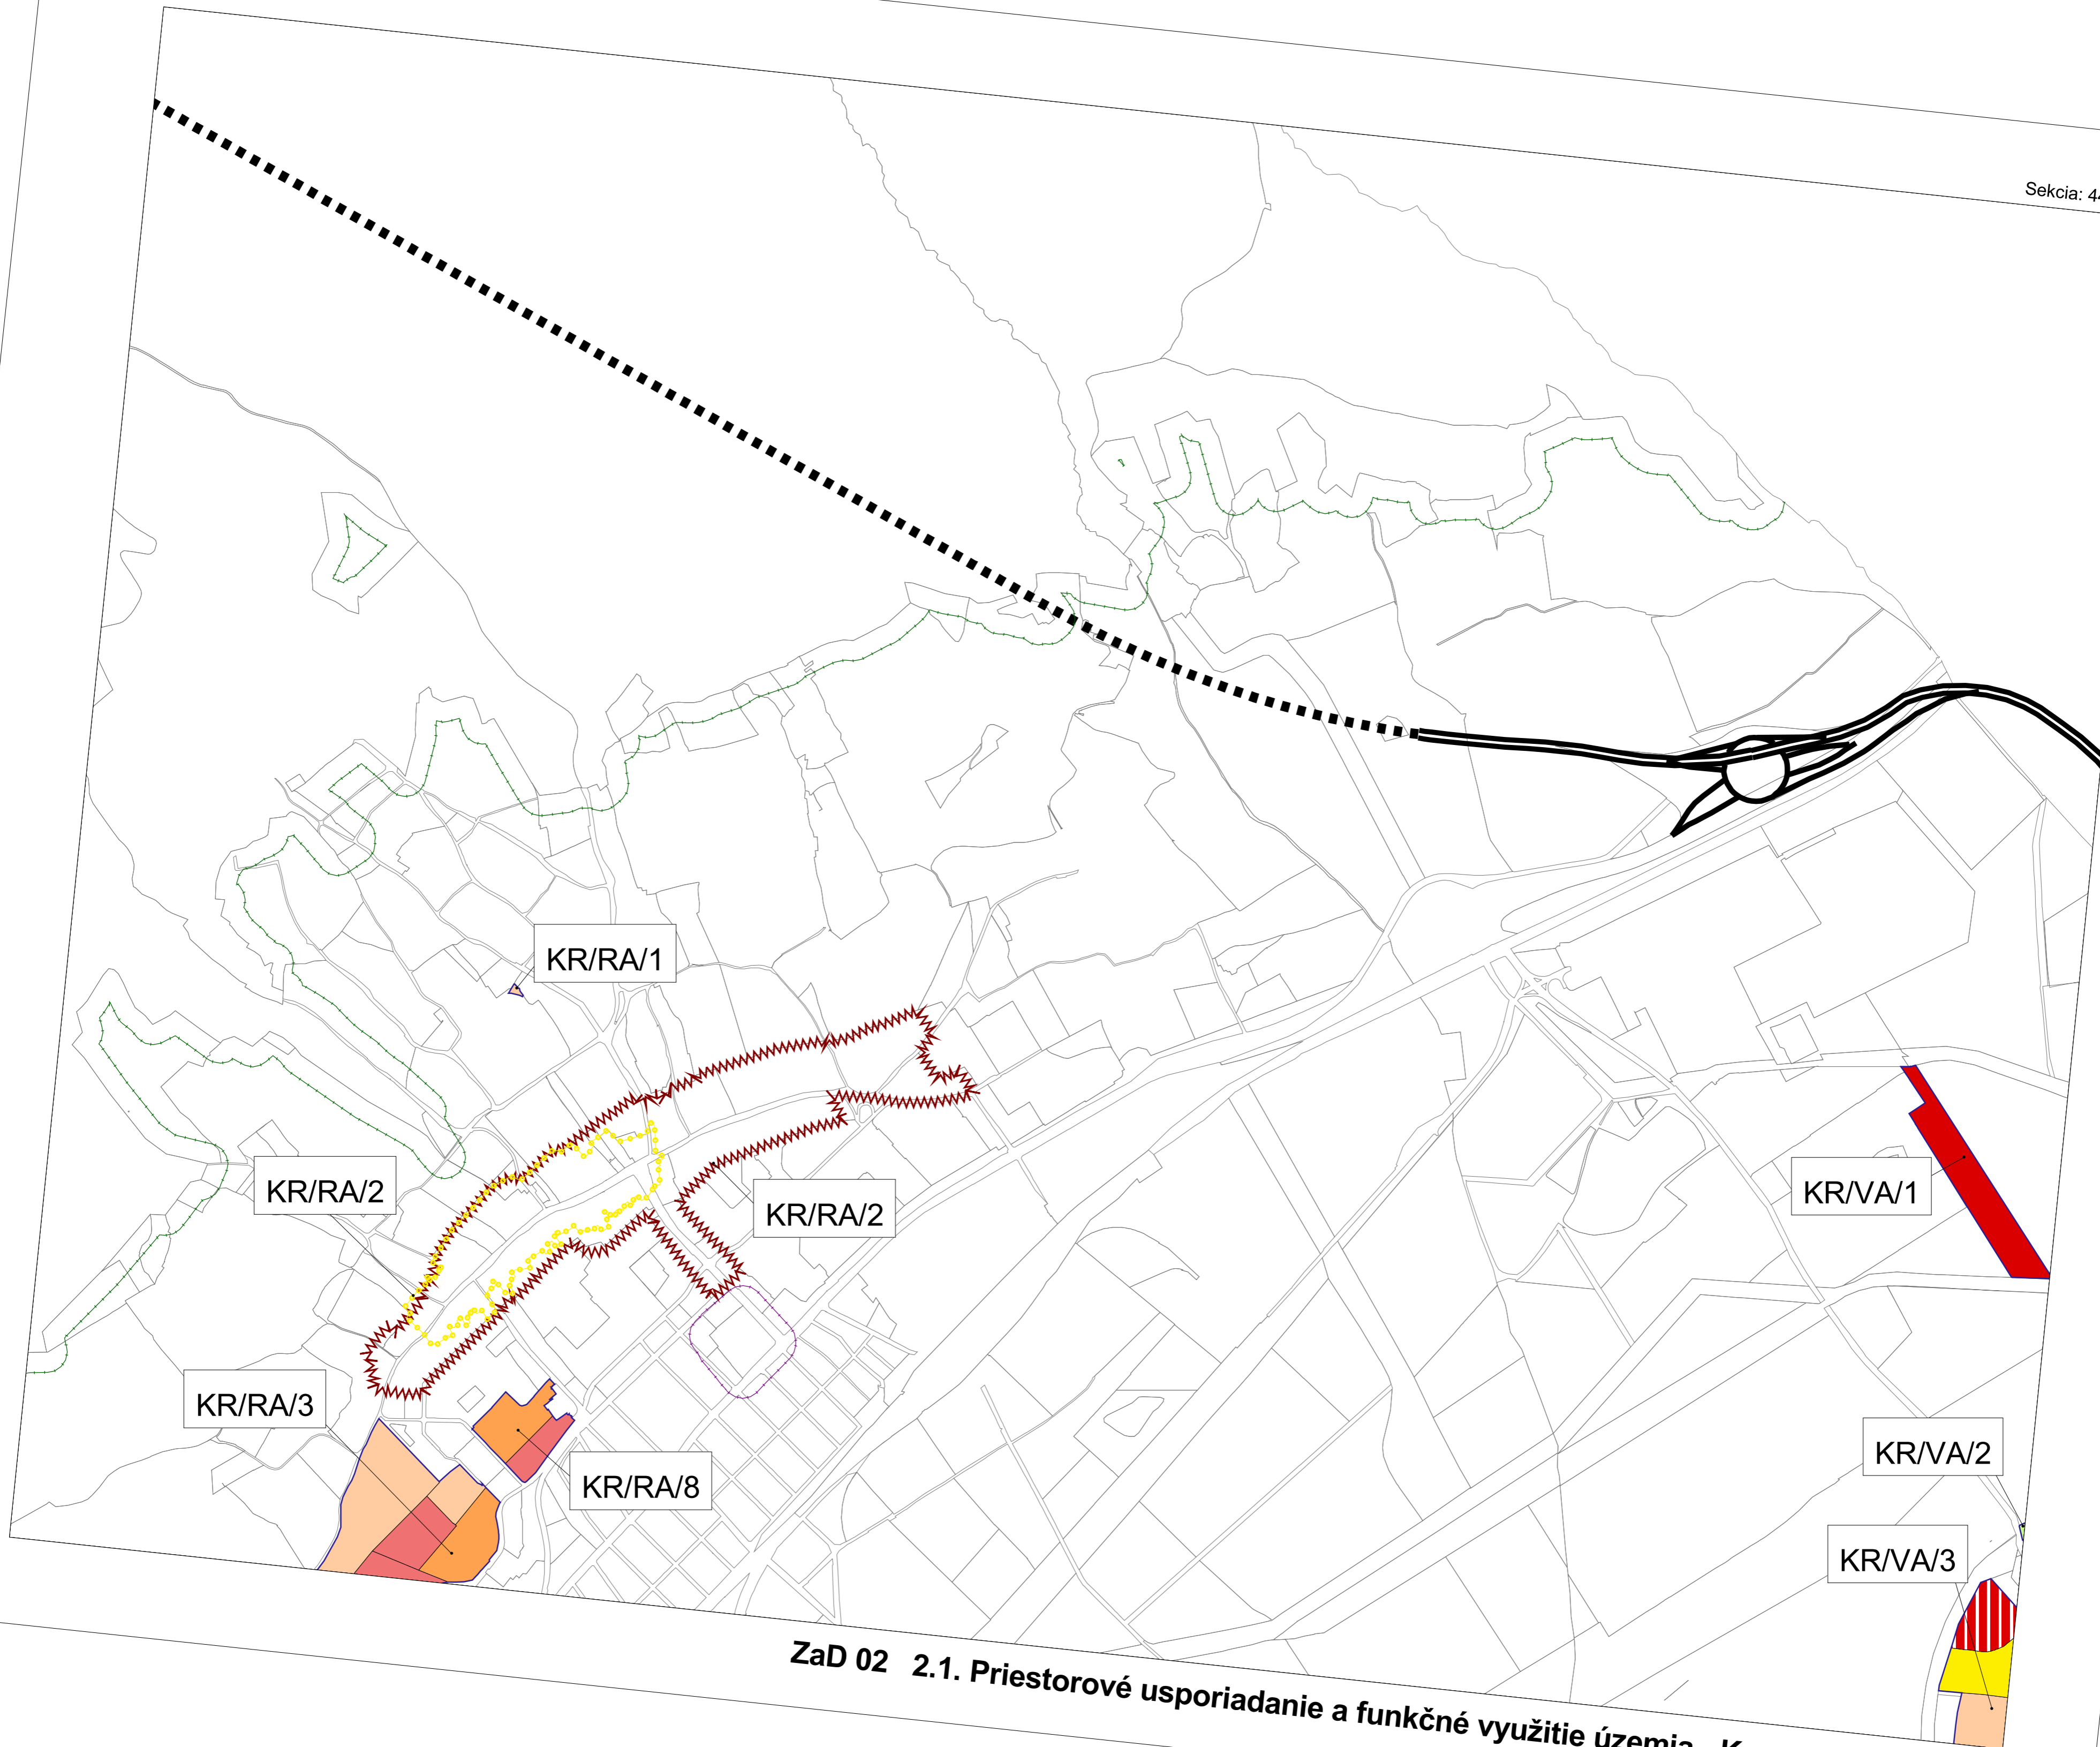 Sekcia: 44
KR/RA/1
KR/RA/2
KR/VA/1
KR/RA/2
KR/RA/3
KR/VA/2
KR/RA/8
KR/VA/3
ZaD 02 2.1. Priestorové usporiadanie a funkčné využitie územia